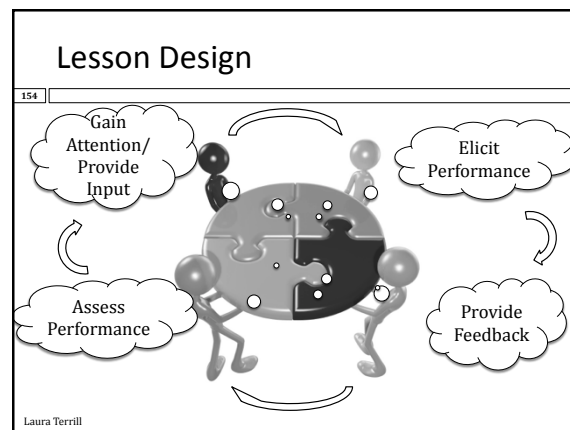 Lesson Design
154
Gain
Attention/
Provide
Input
Elicit
Performance
Assess
Performance
Provide
Feedback
Laura Terrill